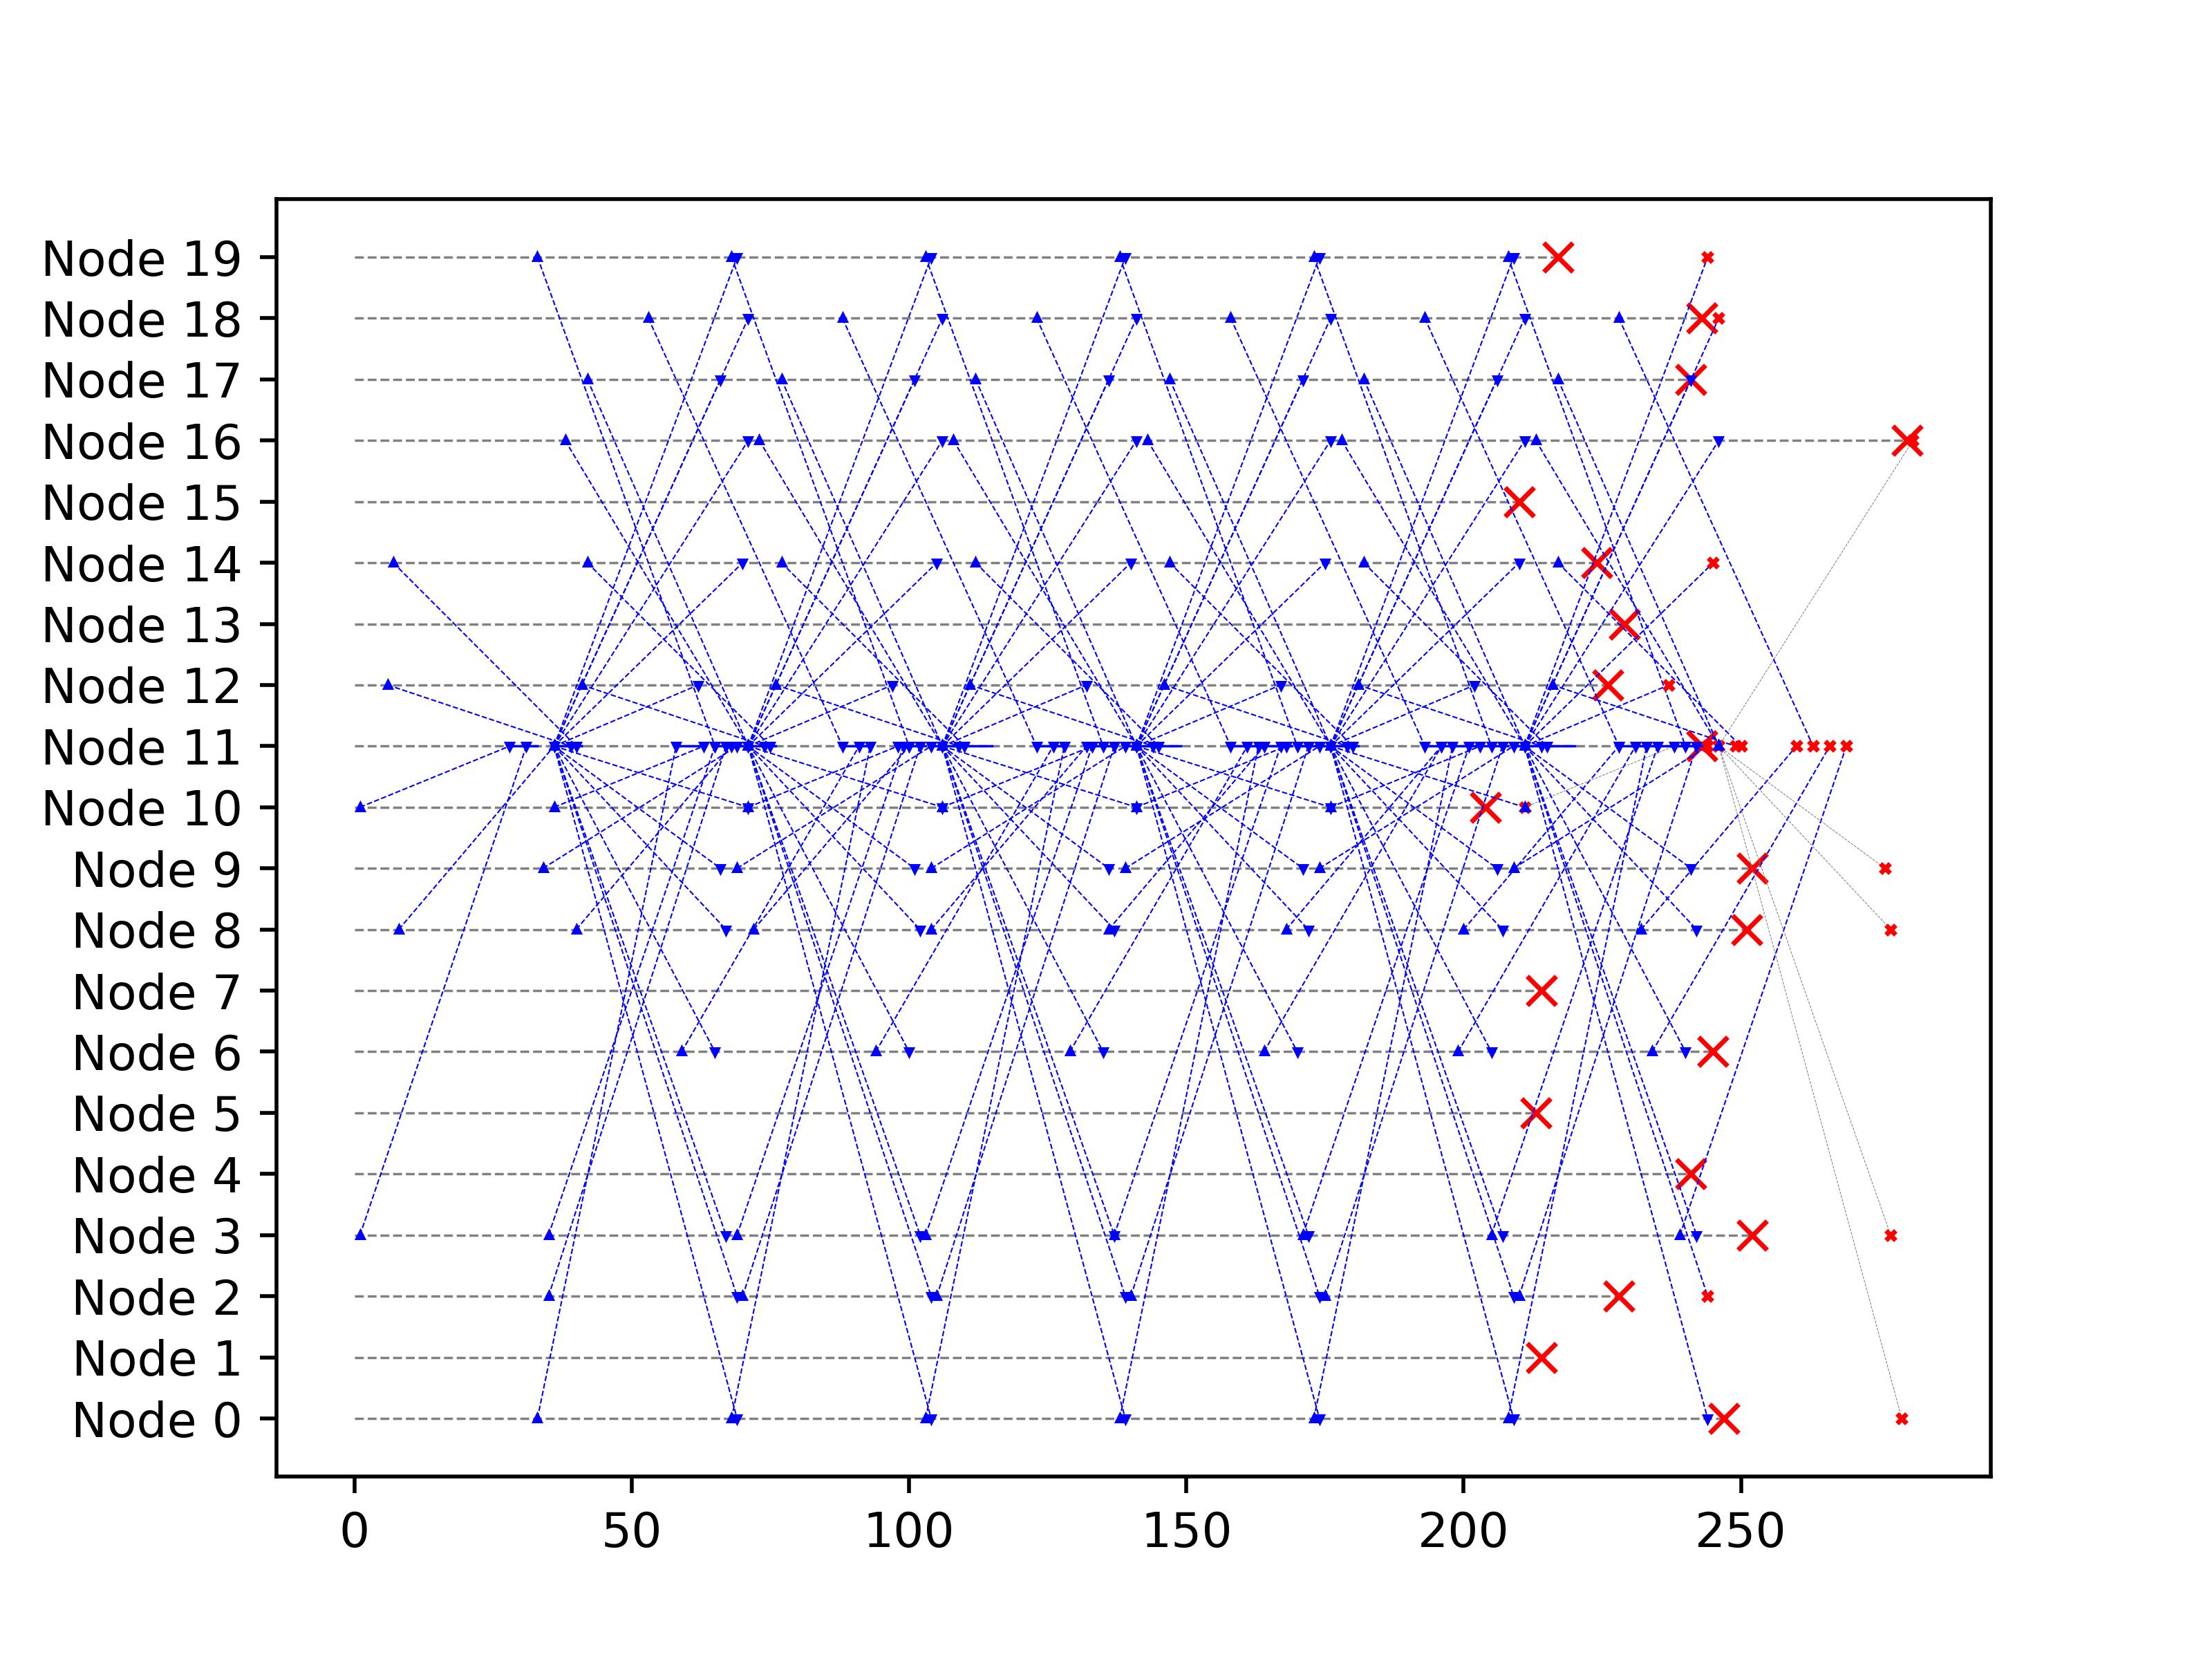 Node 19
Node 18
Node 17
Node 16
Node 15
Node 14
Node 13
Node 12
Node 11
Node 10
Node 9
Node 8
Node 7
Node 6
Node 5
Node 4
Node 3
Node 2
Node 1
Node 0
0 50 100 150 200 250